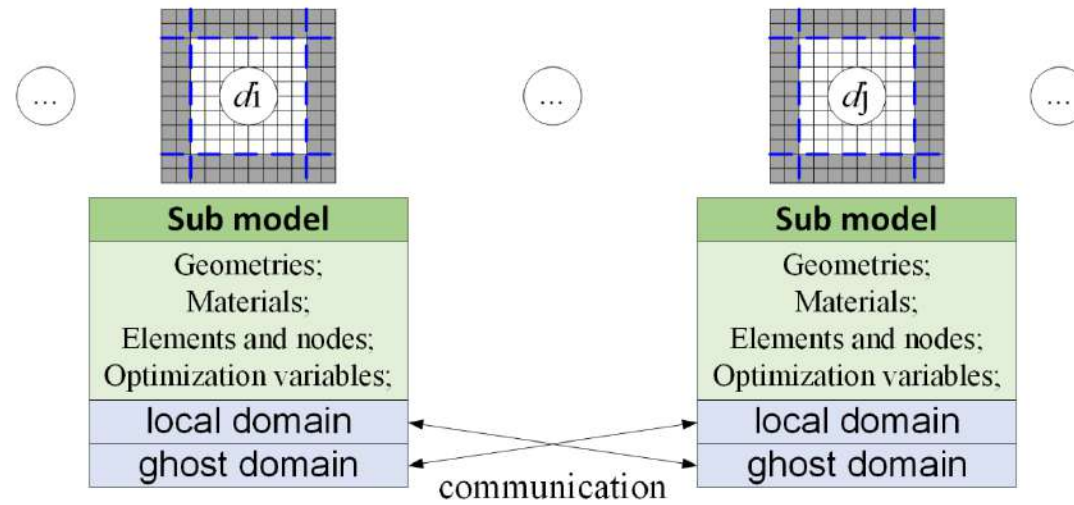 ...
di
...
dj
...
Sub model
Geometries;
Materials;
Elements and nodes;
Optimization variables;
local domain
ghost domain
Sub model
Geometries;
Materials;
Elements and nodes;
Optimization variables;
local domain
ghost domain
communication